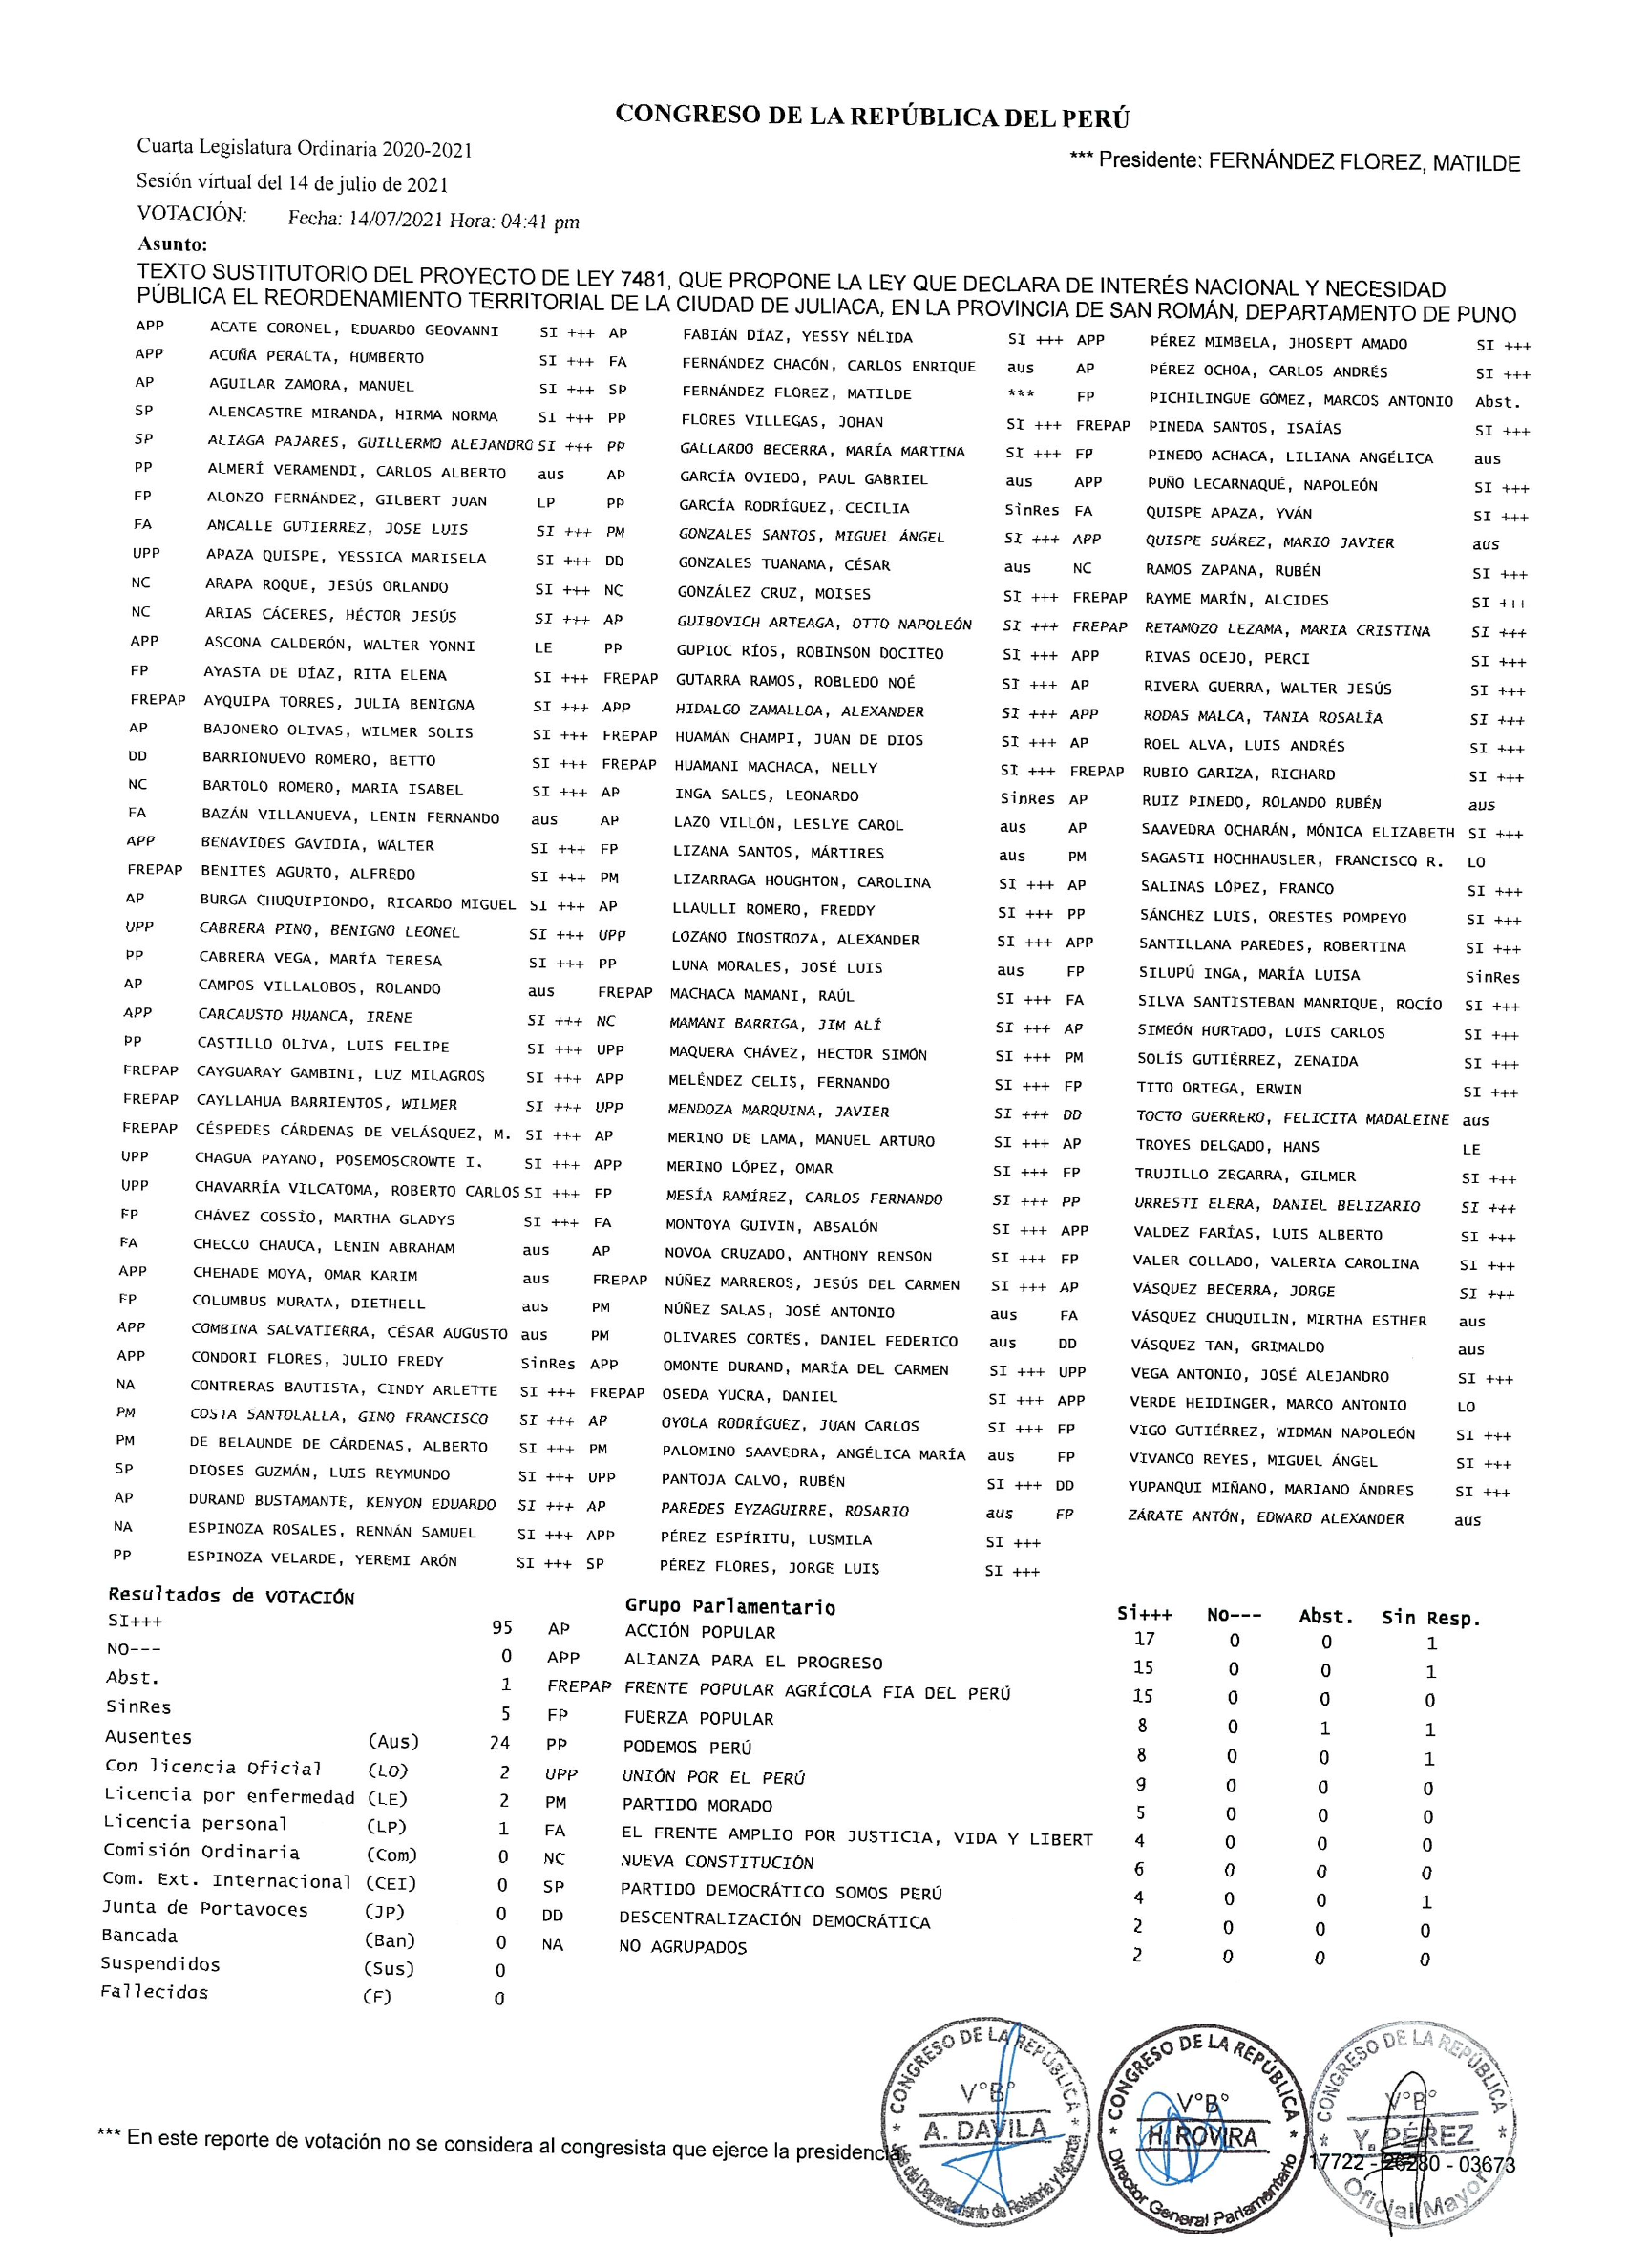 CONGRESO DE LA REPÚBLICA DEL PERÚ
Cuarta Legislatura Ordinaria 2020-2021
*** Presidente: FERNÁNDEZ FLOREZ, MATILDE
Sesión virtual del 14 de julio de 2021
VOTACIÓN: Fecha: 14/07/2021 Hora: 04:41 pm
Asunto:
TEXTO SUSTITUTORIO DEL PROYECTO DE LEY 7481, QUE PROPONE LA LEY QUE DECLARA DE INTERÉS NACIONAL Y NECESIDAD
PÚBLICA EL REORDENAMIENTO TERRITORIAL DE LA CIUDAD DE JULIACA, EN LA PROVINCIA DE SAN ROMÁN, DEPARTAMENTO DE PUNO
APP ACATE CORONEL, EDUARDO GEOVANNI SI +++ AP FABIÁN DÍAZ, YESSY NÉLIDA SI +++ APP PÉREZ MIMBELA, JHOSEPT AMADO SI +++
APP ACUÑA PERALTA, HUMBERTO SI +++ FA FERNÁNDEZ CHACÓN, CARLOS ENRIQUE aus AP PÉREZ OCHOA, CARLOS ANDRÉS SI +++
AP AGUILAR ZAMORA, MANUEL SI +++ SP FERNÁNDEZ FLOREZ, MATILDE *** FP PICHILINGUE GÓMEZ, MARCOS ANTONIO Abst.
SP ALENCASTRE MIRANDA, HIRMA NORMA SI +++ PP FLORES VILLEGAS, JOHAN SI +++ FREPAP PINEDA SANTOS, ISAÍAS SI +++
SP ALIAGA PAJARES, GUILLERMO ALEJANDRO SI +++ PP GALLARDO BECERRA, MARÍA MARTINA SI +++ FP PINEDO ACHACA, LILIANA ANGÉLICA aus
PP ALMERÍ VERAMENDI, CARLOS ALBERTO aus AP GARCÍA OVIEDO, PAUL GABRIEL aus APP PUÑO LECARNAQUÉ, NAPOLEÓN SI +++
FP ALONZO FERNÁNDEZ, GILBERT JUAN LP PP GARCÍA RODRÍGUEZ, CECILIA SinRes FA QUISPE APAZA, YVÁN SI +++
FA ANCALLE GUTIERREZ, JOSE LUIS SI +++ PM GONZALES SANTOS, MIGUEL ÁNGEL SI +++ APP QUISPE SUÁREZ, MARIO JAVIER aus
UPP APAZA QUISPE, YESSICA MARISELA SI +++ DD GONZALES TUANAMA, CÉSAR aus NC RAMOS ZAPANA, RUBÉN SI +++
NC ARAPA ROQUE, JESÚS ORLANDO SI +++ NC GONZÁLEZ CRUZ, MOISES SI +++ FREPAP RAYME MARÍN, ALCIDES SI +++
NC ARIAS CÁCERES, HÉCTOR JESÚS SI +++ AP GUIBOVICH ARTEAGA, OTTO NAPOLEÓN SI +++ FREPAP RETAMOZO LEZAMA, MARIA CRISTINA SI +++
APP ASCONA CALDERÓN, WALTER YONNI LE PP GUPIOC RÍOS, ROBINSON DOCITEO SI +++ APP RIVAS OCEJO, PERCI SI +++
FP AYASTA DE DÍAZ, RITA ELENA SI +++ FREPAP GUTARRA RAMOS, ROBLEDO NOÉ SI +++ AP RIVERA GUERRA, WALTER JESÚS SI +++
FREPAP AYQUIPA TORRES, JULIA BENIGNA SI +++ APP HIDALGO ZAMALLOA, ALEXANDER SI +++ APP RODAS MALCA, TANIA ROSALÍA SI +++
AP BAJONERO OLIVAS, WILMER SOLIS SI +++ FREPAP HUAMÁN CHAMPI, JUAN DE DIOS SI +++ AP ROEL ALVA, LUIS ANDRÉS SI +++
DD BARRIONUEVO ROMERO, BETTO SI +++ FREPAP HUAMANI MACHACA, NELLY SI +++ FREPAP RUBIO GARIZA, RICHARD SI +++
NC BARTOLO ROMERO, MARIA ISABEL SI +++ AP INGA SALES, LEONARDO SinRes AP RUIZ PINEDO, ROLANDO RUBÉN aus
FA BAZÁN VILLANUEVA, LENIN FERNANDO aus AP LAZO VILLÓN, LESLYE CAROL aus AP SAAVEDRA OCHARÁN, MÓNICA ELIZABETH SI +++
APP BENAVIDES GAVIDIA, WALTER SI +++ FP LIZANA SANTOS, MÁRTIRES aus PM SAGASTI HOCHHAUSLER, FRANCISCO R. LO
FREPAP BENITES AGURTO, ALFREDO SI +++ PM LIZARRAGA HOUGHTON, CAROLINA SI +++ AP SALINAS LÓPEZ, FRANCO SI +++
AP BURGA CHUQUIPIONDO, RICARDO MIGUEL SI +++ AP LLAULLI ROMERO, FREDDY SI +++ PP SÁNCHEZ LUIS, ORESTES POMPEYO SI +++
UPP CABRERA PINO, BENIGNO LEONEL SI +++ UPP LOZANO INOSTROZA, ALEXANDER SI +++ APP SANTILLANA PAREDES, ROBERTINA SI +++
PP CABRERA VEGA, MARÍA TERESA SI +++ PP LUNA MORALES, JOSÉ LUIS aus FP SILUPÚ INGA, MARÍA LUISA SinRes
AP CAMPOS VILLALOBOS, ROLANDO aus FREPAP MACHACA MAMANI, RAÚL SI +++ FA SILVA SANTISTEBAN MANRIQUE, ROCÍO SI +++
APP CARCAUSTO HUANCA, IRENE SI +++ NC MAMANI BARRIGA, JIM ALÍ SI +++ AP SIMEÓN HURTADO, LUIS CARLOS SI +++
PP CASTILLO OLIVA, LUIS FELIPE SI +++ UPP MAQUERA CHÁVEZ, HECTOR SIMÓN SI +++ PM SOLÍS GUTIÉRREZ, ZENAIDA SI +++
FREPAP CAYGUARAY GAMBINI, LUZ MILAGROS SI +++ APP MELÉNDEZ CELIS, FERNANDO SI +++ FP TITO ORTEGA, ERWIN SI +++
FREPAP CAYLLAHUA BARRIENTOS, WILMER SI +++ UPP MENDOZA MARQUINA, JAVIER SI +++ DD TOCTO GUERRERO, FELICITA MADALEINE aus
FREPAP CÉSPEDES CÁRDENAS DE VELÁSQUEZ, M. SI +++ AP MERINO DE LAMA, MANUEL ARTURO SI +++ AP TROYES DELGADO, HANS LE
UPP CHAGUA PAYANO, POSEMOSCROWTE I. SI +++ APP MERINO LÓPEZ, OMAR SI +++ FP TRUJILLO ZEGARRA, GILMER SI +++
UPP CHAVARRÍA VILCATOMA, ROBERTO CARLOS SI +++ FP MESÍA RAMÍREZ, CARLOS FERNANDO SI +++ PP URRESTI ELERA, DANIEL BELIZARIO SI +++
FP CHÁVEZ COSSÍO, MARTHA GLADYS SI +++ FA MONTOYA GUIVIN, ABSALÓN SI +++ APP VALDEZ FARÍAS, LUIS ALBERTO SI +++
FA CHECCO CHAUCA, LENIN ABRAHAM aus AP NOVOA CRUZADO, ANTHONY RENSON SI +++ FP VALER COLLADO, VALERIA CAROLINA SI +++
APP CHEHADE MOYA, OMAR KARIM aus FREPAP NÚÑEZ MARREROS, JESÚS DEL CARMEN SI +++ AP VÁSQUEZ BECERRA, JORGE SI +++
FP COLUMBUS MURATA, DIETHELL aus PM NÚÑEZ SALAS, JOSÉ ANTONIO aus FA VÁSQUEZ CHUQUILIN, MIRTHA ESTHER aus
APP COMBINA SALVATIERRA, CÉSAR AUGUSTO aus PM OLIVARES CORTÉS, DANIEL FEDERICO aus DD VÁSQUEZ TAN, GRIMALDO aus
APP CONDORI FLORES, JULIO FREDY SinRes APP OMONTE DURAND, MARÍA DEL CARMEN SI +++ UPP VEGA ANTONIO, JOSÉ ALEJANDRO SI +++
NA CONTRERAS BAUTISTA, CINDY ARLETTE SI +++ FREPAP OSEDA YUCRA, DANIEL SI +++ APP VERDE HEIDINGER, MARCO ANTONIO LO
PM COSTA SANTOLALLA, GINO FRANCISCO SI +++ AP OYOLA RODRÍGUEZ, JUAN CARLOS SI +++ FP VIGO GUTIÉRREZ, WIDMAN NAPOLEÓN SI +++
PM DE BELAUNDE DE CÁRDENAS, ALBERTO SI +++ PM PALOMINO SAAVEDRA, ANGÉLICA MARÍA aus FP VIVANCO REYES, MIGUEL ÁNGEL SI +++
SP DIOSES GUZMÁN, LUIS REYMUNDO SI +++ UPP PANTOJA CALVO, RUBÉN SI +++ DD YUPANQUI MIÑANO, MARIANO ÁNDRES SI +++
AP DURAND BUSTAMANTE, KENYON EDUARDO SI +++ AP PAREDES EYZAGUIRRE, ROSARIO aus FP ZÁRATE ANTÓN, EDWARD ALEXANDER aus
NA ESPINOZA ROSALES, RENNÁN SAMUEL SI +++ APP PÉREZ ESPÍRITU, LUSMILA SI +++
PP ESPINOZA VELARDE, YEREMI ARÓN SI +++ SP PÉREZ FLORES, JORGE LUIS SI +++
Resultados de VOTACIÓN Grupo Parlamentario Si+++ No--- Abst. Sin Resp.
SI+++ 95 AP ACCIÓN POPULAR 17 0 0 1
NO--- 0 APP ALIANZA PARA EL PROGRESO 15 0 0 1
Abst. 1 FREPAP FRENTE POPULAR AGRÍCOLA FIA DEL PERÚ 15 0 0 0
SinRes 5 FP FUERZA POPULAR 8 0 1 1
Ausentes (Aus) 24 PP PODEMOS PERÚ 8 0 0 1
Con licencia Oficial (LO) 2 UPP UNIÓN POR EL PERÚ 9 0 0 0
Licencia por enfermedad (LE) 2 PM PARTIDO MORADO 5 0 0 0
Licencia personal (LP) 1 FA EL FRENTE AMPLIO POR JUSTICIA, VIDA Y LIBERT 4 0 0 0
Comisión Ordinaria (Com) 0 NC NUEVA CONSTITUCIÓN 6 0 0 0
Com. Ext. Internacional (CEI) 0 SP PARTIDO DEMOCRÁTICO SOMOS PERÚ 4 0 0 1
Junta de Portavoces (JP) 0 DD DESCENTRALIZACIÓN DEMOCRÁTICA 2 0 0 0
Bancada (Ban) 0 NA NO AGRUPADOS 2 0 0 0
Suspendidos (Sus) 0
Fallecidos (F) 0
*** En este reporte de votación no se considera al congresista que ejerce la presidencia
* CONGRESO DE LA REPÚBLICA *
V°B°
A. DAVILA
Jefe del Departamento de Relatoría y Agenda
* CONGRESO DE LA REPÚBLICA *
V°B°
H. ROVIRA
Director General Parlamentario
* CONGRESO DE LA REPÚBLICA *
V°B°
Y. PÉREZ
Oficial Mayor
17722 - 26280 - 03673